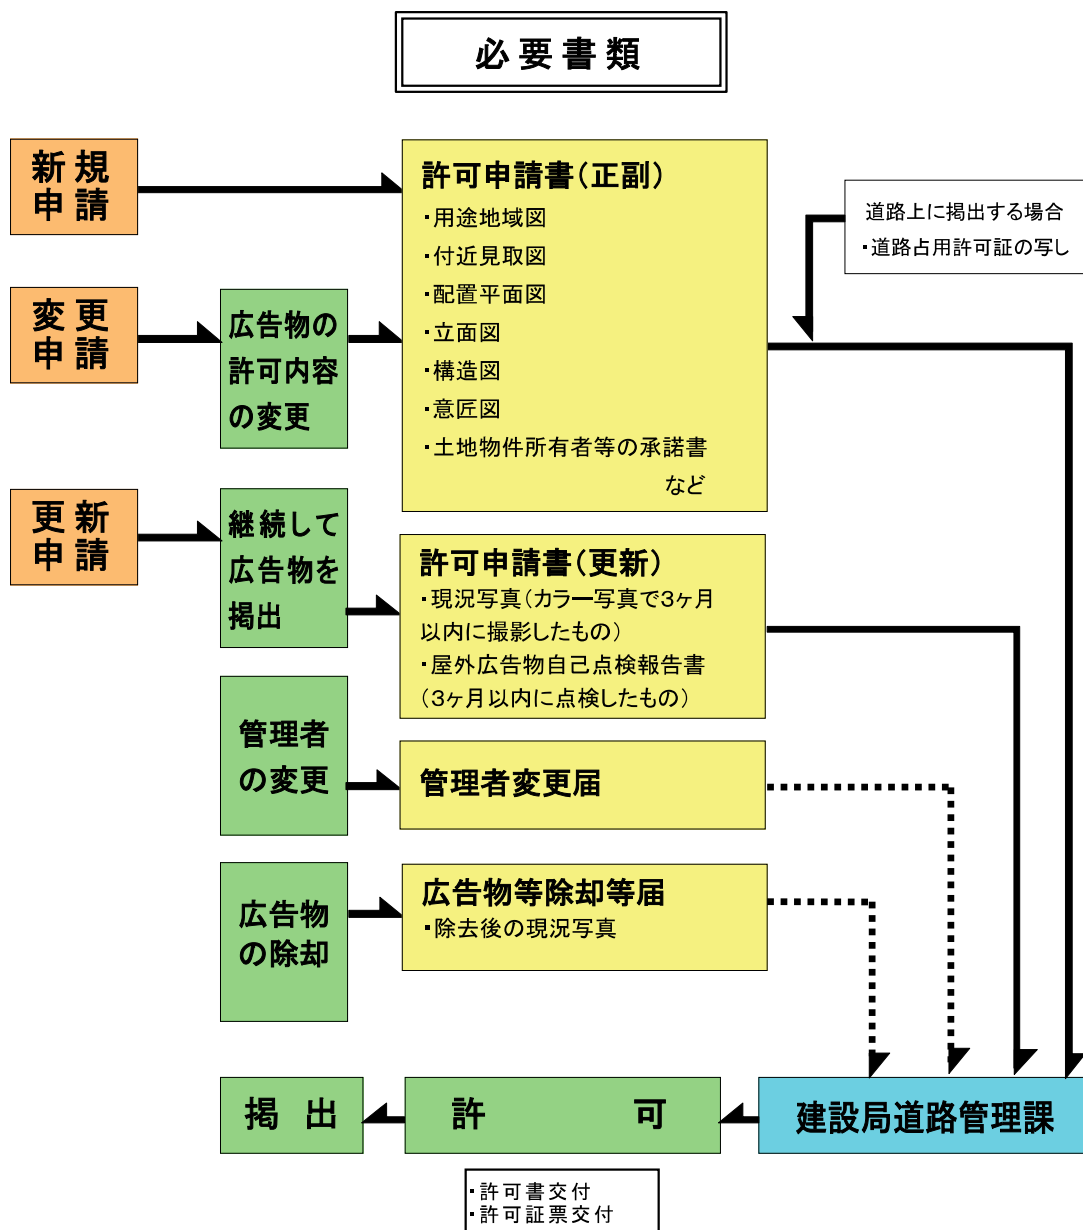 必要書類
新規
申請
許可申請書（正副）
・用途地域図
・付近見取図
・配置平面図
・立面図
・構造図
・意匠図
・土地物件所有者等の承諾書
など
道路上に掲出する場合
・道路占用許可証の写し
変更
申請
広告物の
許可内容
の変更
更新
申請
継続して
広告物を
掲出
許可申請書（更新）
・現況写真（カラー写真で3ヶ月
以内に撮影したもの）
・屋外広告物自己点検報告書
（3ヶ月以内に点検したもの）
管理者
の変更
管理者変更届
広告物
の除却
広告物等除却等届
・除去後の現況写真
掲出
許可
建設局道路管理課
・許可書交付
・許可証票交付